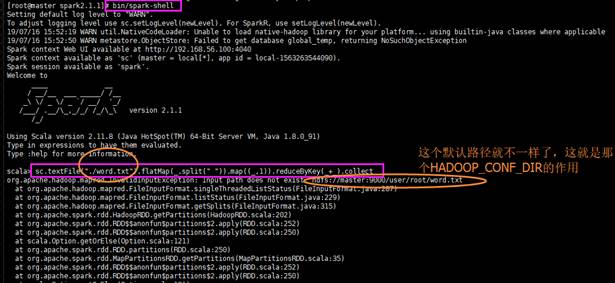 [root@master spark2.1.1]# bin/spark-shell
Setting default log level to "WARN".
To adjust logging level use sc.setLogLevel(newLevel). For SparkR, use setLogLevel(newLevel).
19/07/16 15:52:19 WARN util.NativeCodeLoader: Unable to load native-hadoop library for your platform... using builtin-java classes where applicable
19/07/16 15:52:50 WARN metastore.ObjectStore: Failed to get database global_temp, returning NoSuchObjectException
Spark context Web UI available at http://192.168.56.100:4040
Spark context available as 'sc' (master = local[*], app id = local-1563263544090).
Spark session available as 'spark'.
Welcome to
version 2.1.1
Using Scala version 2.11.8 (Java HotSpot(TM) 64-Bit Server VM, Java 1.8.0_91)
Type in expressions to have them evaluated.
Type :help for more information.
这个默认路径就不一样了，这就是那
个HADOOP_CONF_DIR的作用
scala> sc.textFile("./word.txt").flatMap(_.split(" ")).map((_,1)).reduceByKey(_+_).collect
org.apache.hadoop.mapred.InvalidInputException: Input path does not exist: hdfs://master:9000/user/root/word.txt
at org.apache.hadoop.mapred.FileInputFormat.singleThreadedListStatus(FileInputFormat.java:287)
at org.apache.hadoop.mapred.FileInputFormat.listStatus(FileInputFormat.java:229)
at org.apache.hadoop.mapred.FileInputFormat.getSplits(FileInputFormat.java:315)
at org.apache.spark.rdd.HadoopRDD.getPartitions(HadoopRDD.scala:202)
at org.apache.spark.rdd.RDD$$anonfun$partitions$2.apply(RDD.scala:252)
at org.apache.spark.rdd.RDD$$anonfun$partitions$2.apply(RDD.scala:250)
at scala.Option.getOrElse(Option.scala:121)
at org.apache.spark.rdd.RDD.partitions(RDD.scala:250)
at org.apache.spark.rdd.MapPartitionsRDD.getPartitions(MapPartitionsRDD.scala:35)
at org.apache.spark.rdd.RDD$$anonfun$partitions$2.apply(RDD.scala:252)
at org.apache.spark.rdd.RDD$$anonfun$partitions$2.apply(RDD.scala:250)